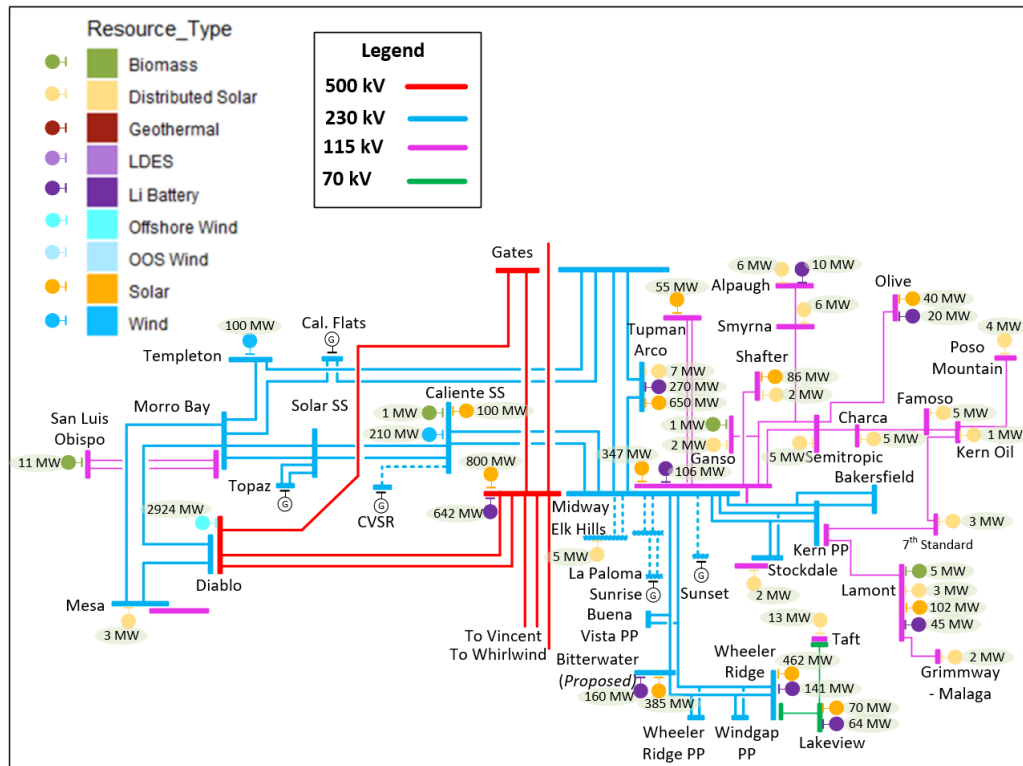 Resource_Type
Biomass
Distributed Solar
Geothermal
LDES
Li Battery
Offshore Wind
OOS Wind
Solar
Wind
Legend
500 kV
230 kV
115 kV
70 kV
Gates
6 MW
10 MW
Alpaugh
Olive
40 MW
20 MW
55 MW
6 MW
4 MW
100 MW
Cal. Flats
G
Tupman
Smyrna
Poso
Mountain
Templeton
Arco
Shafter
Caliente SS
7 MW
86 MW
Famoso
Solar SS
270 MW
2 MW
Morro Bay
1 MW
100 MW
650 MW
Charca
5 MW
San Luis
Obispo
210 MW
1 MW
2 MW
5 MW
1 MW
Kern Oil
Ganso
5 MW
Semitropic
11 MW
800 MW
347 MW
106 MW
Bakersfield
Topaz
G
CVSR
G
642 MW
Midway
2924 MW
Elk Hills
3 MW
7th Standard
Kern PP
5 MW
La Paloma
Stockdale
5 MW
Diablo
Sunrise
G
G
Sunset
2 MW
Lamont
3 MW
Mesa
102 MW
3 MW
Buena
Vista PP
13 MW
45 MW
To Vincent
Taft
To Whirlwind
Bitterwater
(Proposed)
Wheeler
Ridge
462 MW
2 MW
Grimmway
- Malaga
160 MW
385 MW
141 MW
70 MW
64 MW
Wheeler
Ridge PP
Windgap
PP
Lakeview